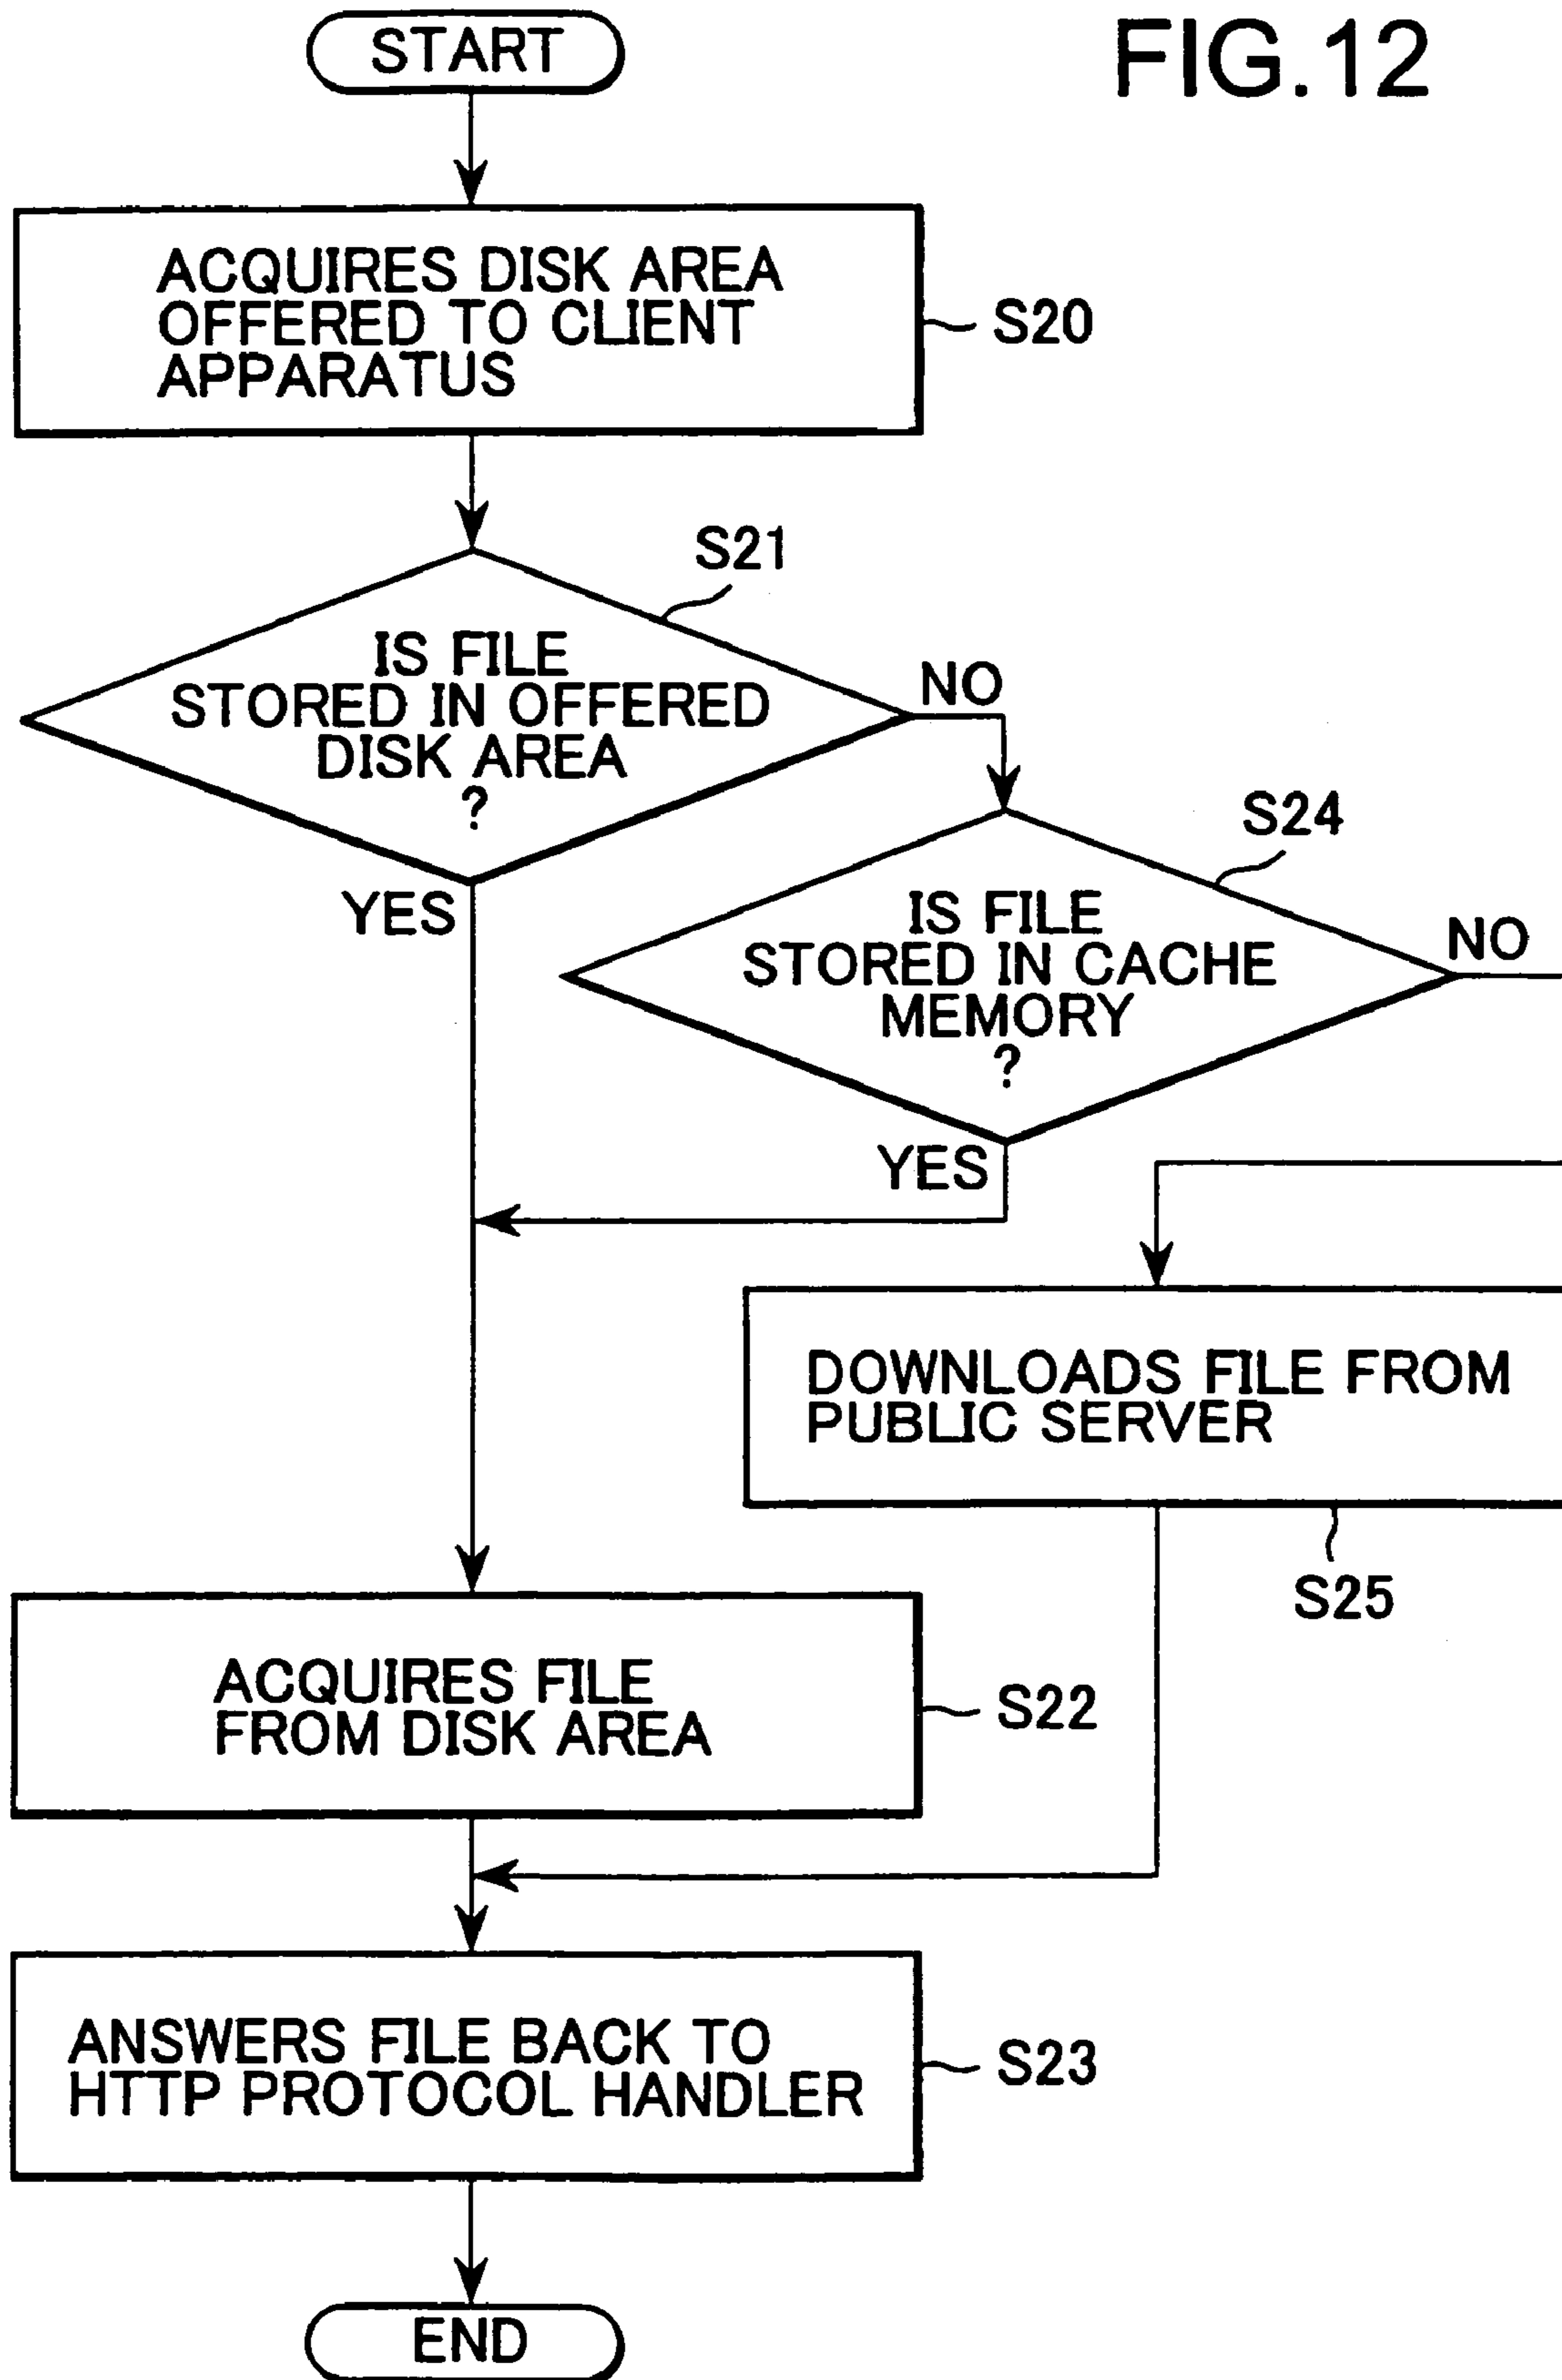 FIG.12
START
ACQUIRES DISK AREA
OFFERED TO CLIENT
APPARATUS
S20
S21
IS FILE
STORED IN OFFERED
DISK AREA
?
NO
YES
S24
IS FILE
STORED IN CACHE
MEMORY
?
NO
YES
DOWNLOADS FILE FROM
PUBLIC SERVER
S25
ACQUIRES FILE
FROM DISK AREA
S22
ANSWERS FILE BACK TO
HTTP PROTOCOL HANDLER
S23
END